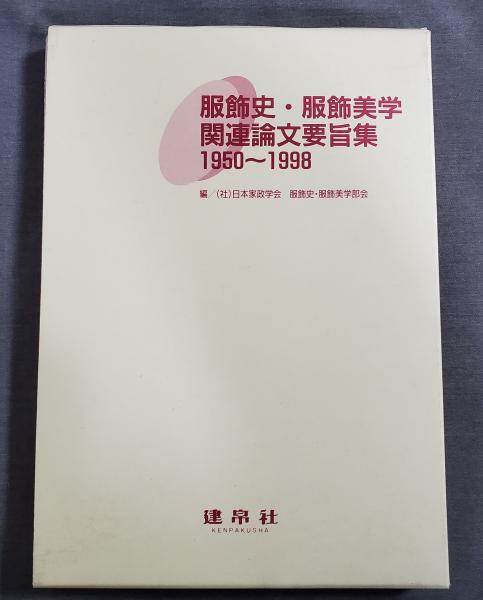 服飾史・服飾美学
関連論文要旨集
1950〜1998
編／(社)日本家政学会　服飾史・服飾美学部会
建帛社
KENPAKUSHA